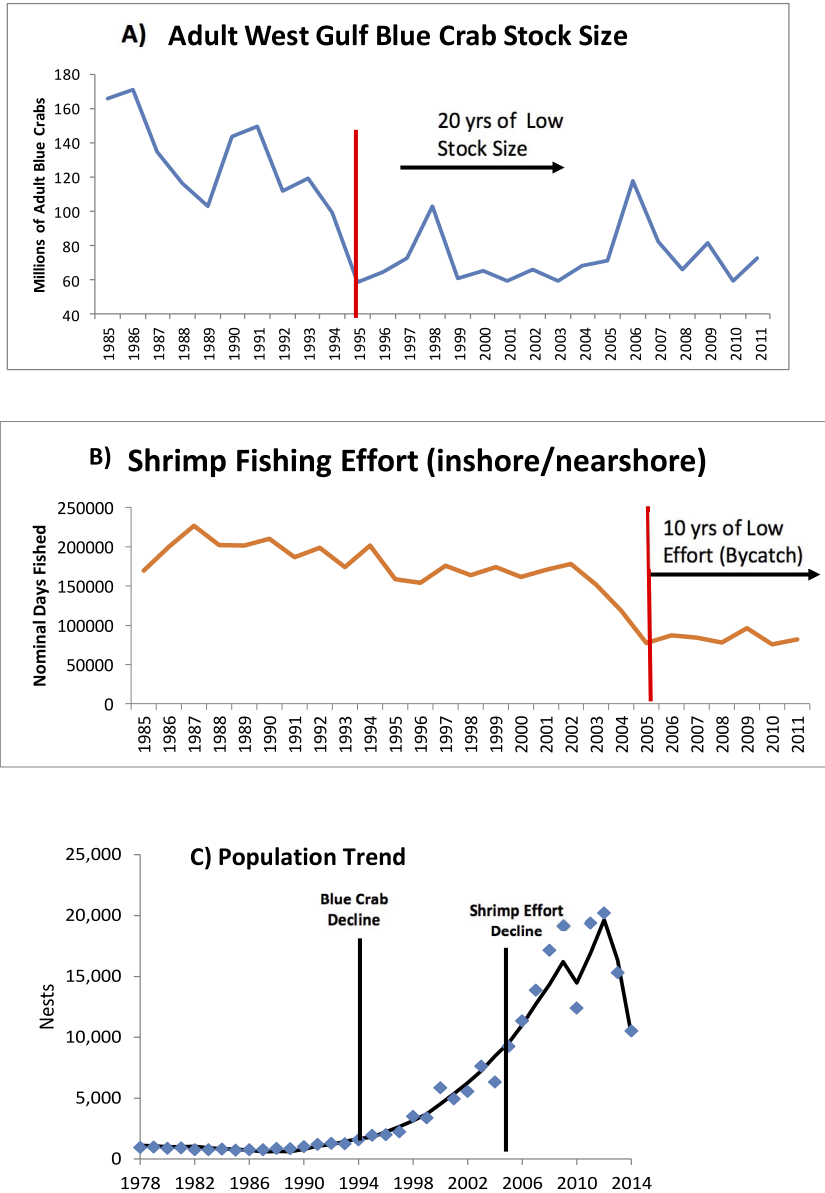 A) Adult West Gulf Blue Crab Stock Size
Millions of Adult Blue Crabs
180
160
140
120
100
80
60
40
20 yrs of Low
Stock Size
1985 1986 1987 1988 1989 1990 1991 1992 1993 1994 1995 1996 1997 1998 1999 2000 2001 2002 2003 2004 2005 2006 2007 2008 2009 2010 2011
B) Shrimp Fishing Effort (inshore/nearshore)
Nominal Days Fished
250000
200000
150000
100000
50000
0
10 yrs of Low
Effort (Bycatch)
1985 1986 1987 1988 1989 1990 1991 1992 1993 1994 1995 1996 1997 1998 1999 2000 2001 2002 2003 2004 2005 2006 2007 2008 2009 2010 2011
C) Population Trend
Nests
25,000
20,000
15,000
10,000
5,000
0
Blue Crab
Decline
Shrimp Effort
Decline
1978 1982 1986 1990 1994 1998 2002 2006 2010 2014